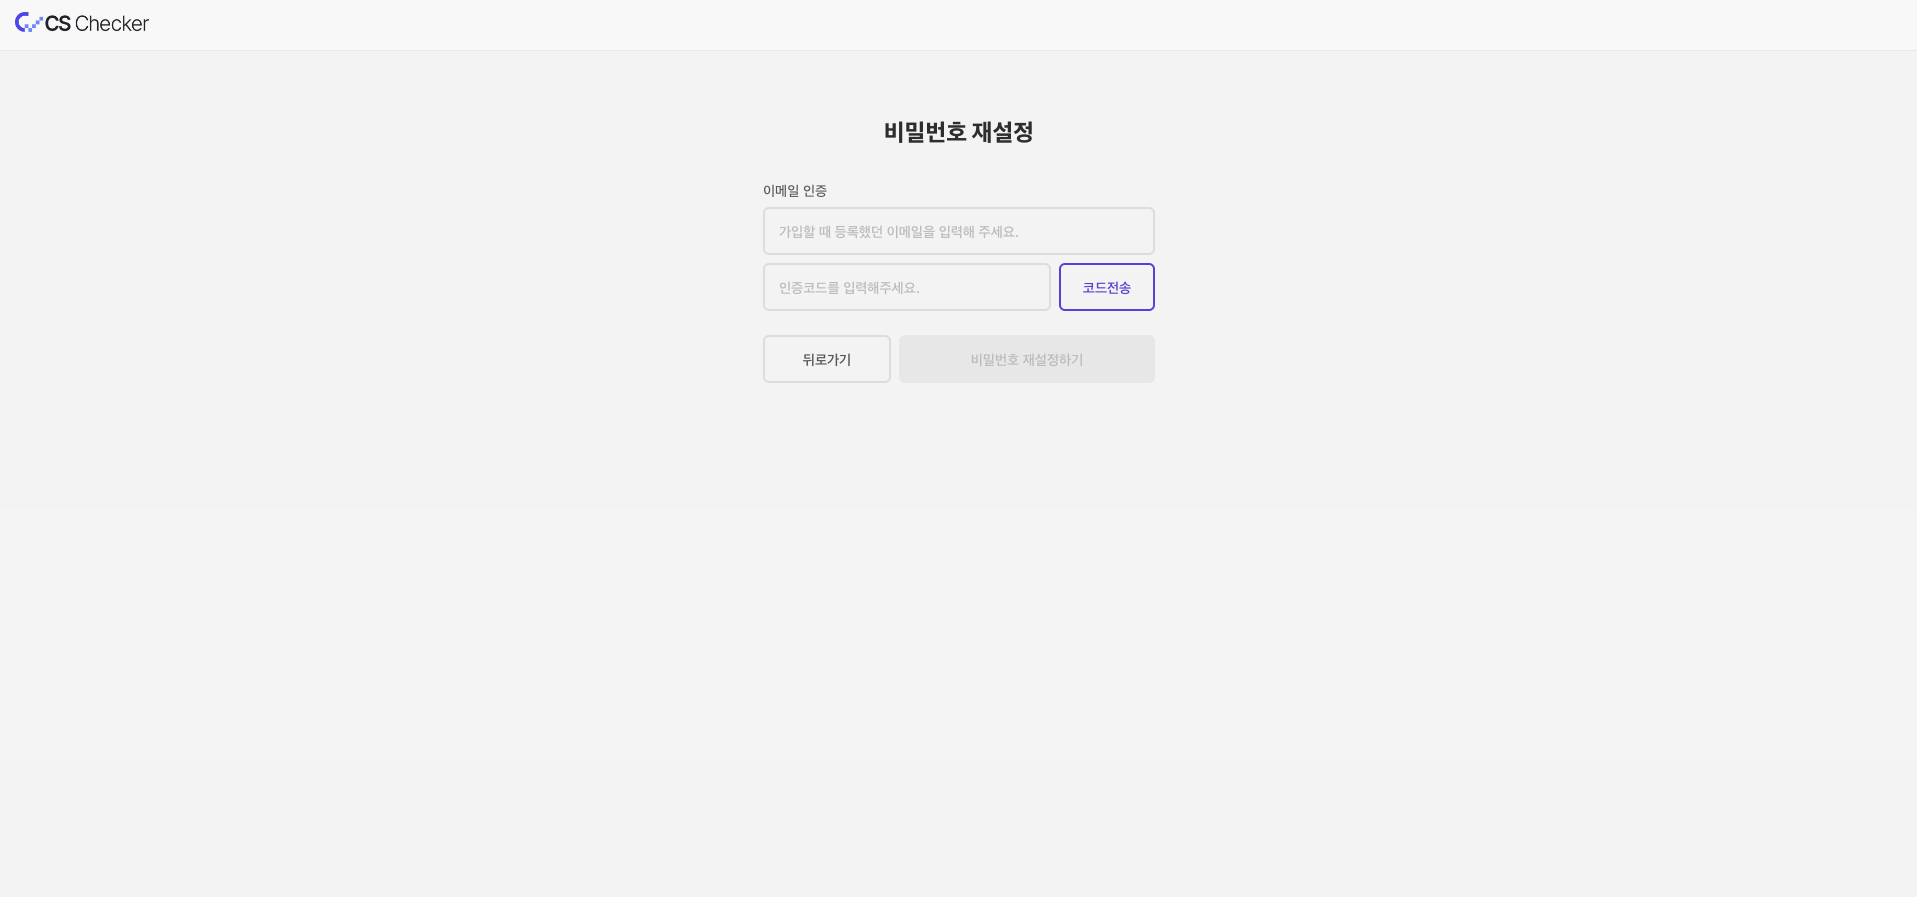 CS Checker
비밀번호 재설정
이메일 인증
가입할 때 등록했던 이메일을 입력해 주세요.
인증코드를 입력해주세요.
코드전송
뒤로가기
비밀번호 재설정하기